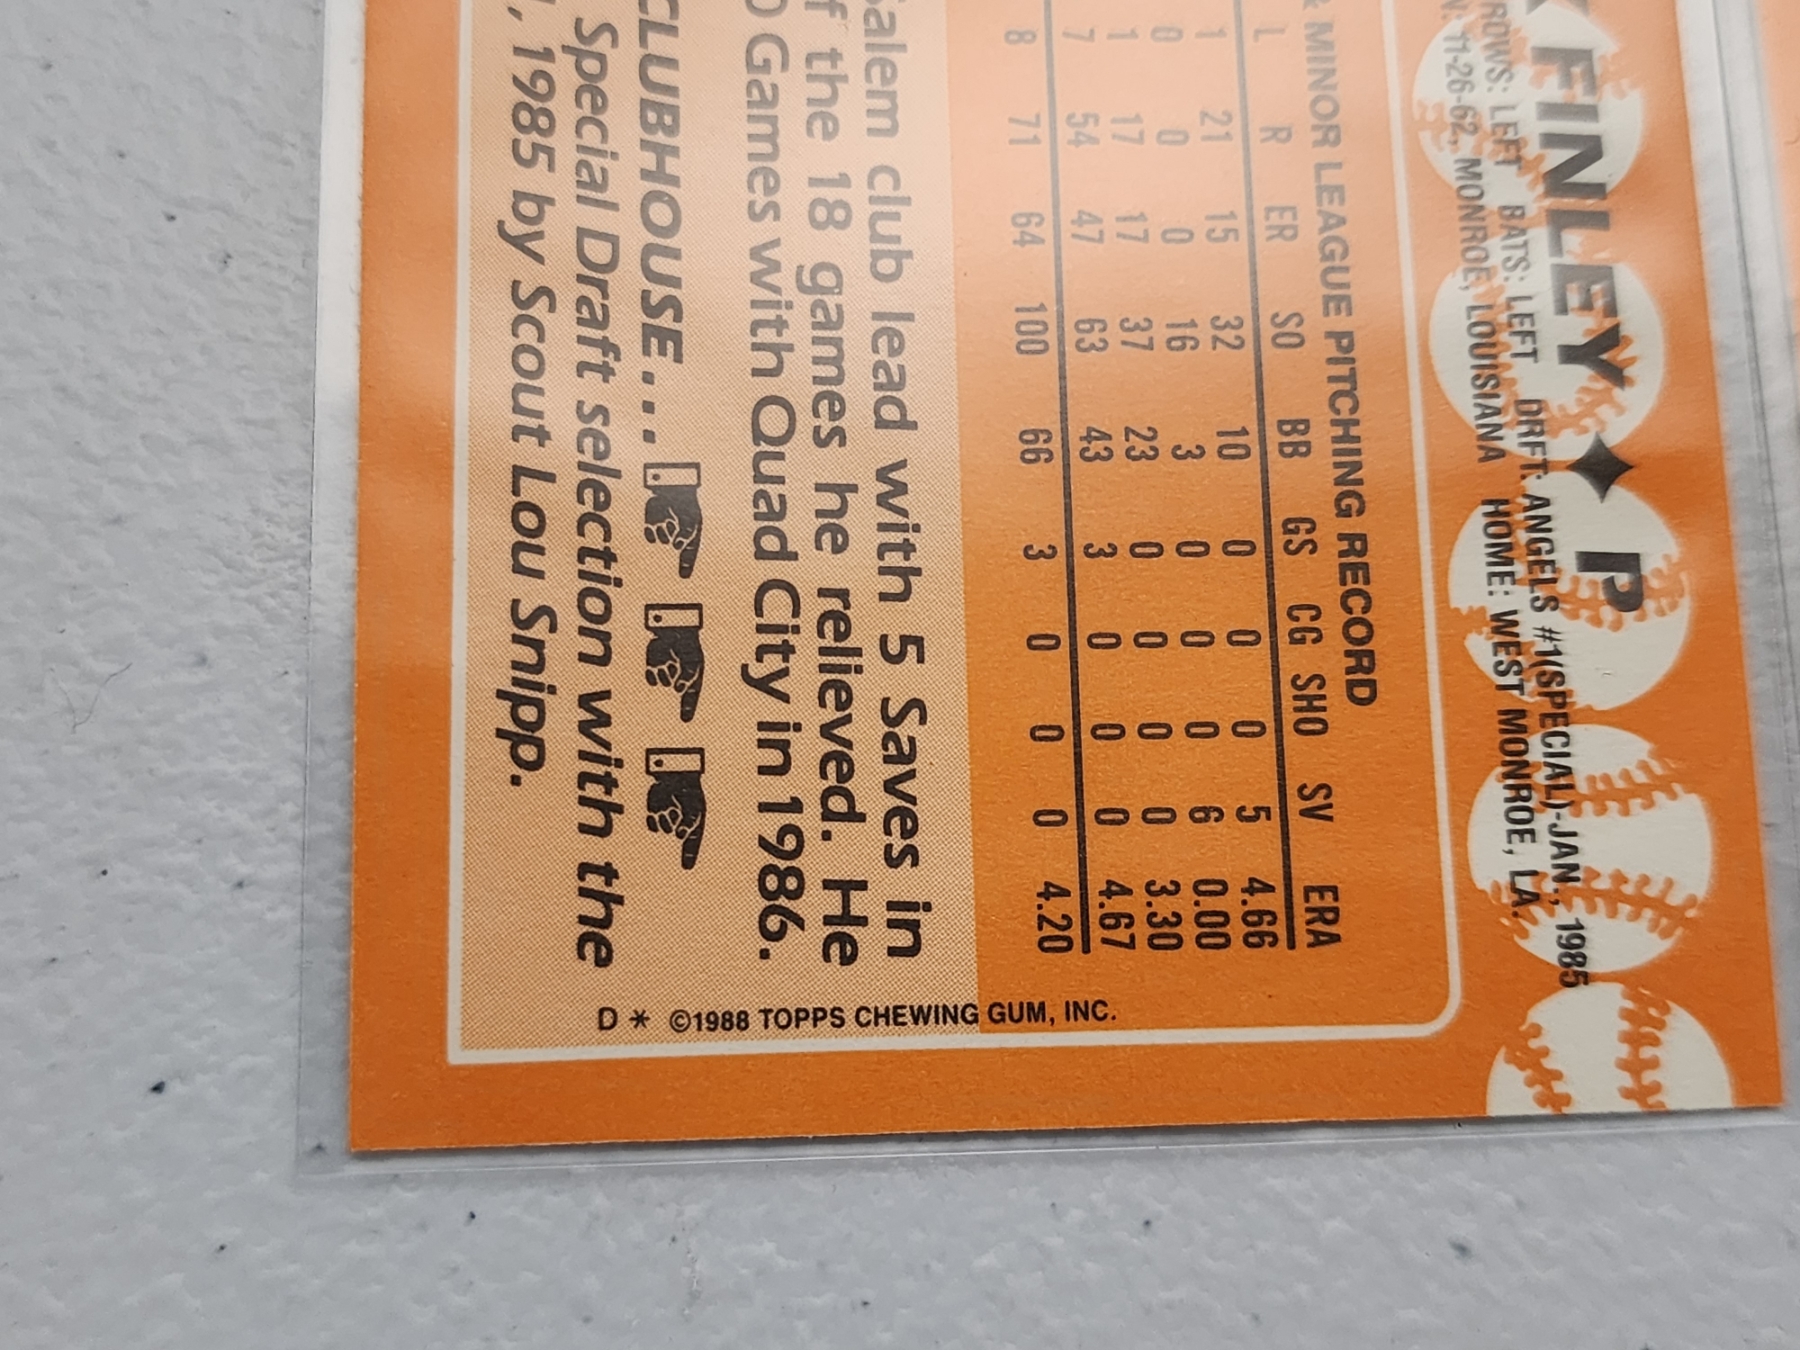 FINLEY ✦ P
ROWS: LEFT BATS: LEFT DRFT: ANGELS #1(SPECIAL)-JAN., 1985
11-26-62, MONROE, LOUISIANA HOME: WEST MONROE, LA.
& MINOR LEAGUE PITCHING RECORD
L R ER SO BB GS CG SHO SV ERA
1 21 15 32 10 0 0 0 5 4.66
0 0 0 16 3 0 0 0 6 0.00
1 17 17 37 23 0 0 0 0 3.30
7 54 47 63 43 3 0 0 0 4.67
8 71 64 100 66 3 0 0 0 4.20
Salem club lead with 5 Saves in
f the 18 games he relieved. He
0 Games with Quad City in 1986.
CLUBHOUSE...
Special Draft selection with the
, 1985 by Scout Lou Snipp.
D * ©1988 TOPPS CHEWING GUM, INC.